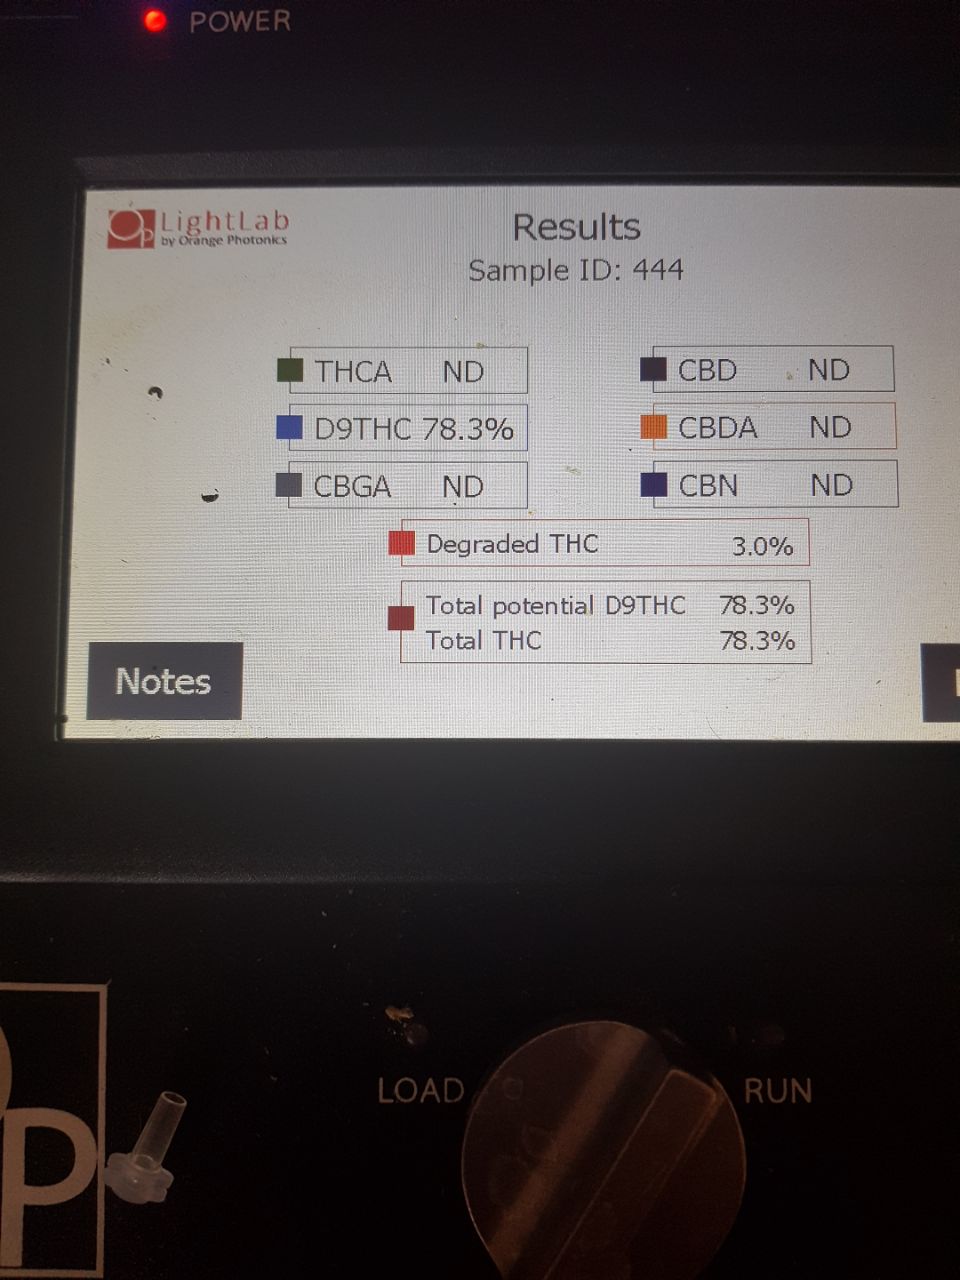 POWER
LightLab
by Orange Photonics
Results
Sample ID: 444
THCA ND
CBD ND
D9THC 78.3%
CBDA ND
CBGA ND
CBN ND
Degraded THC 3.0%
Total potential D9THC 78.3%
Total THC 78.3%
Notes
LOAD
RUN
P